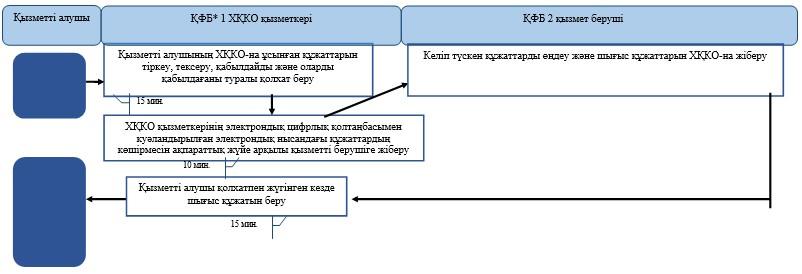 Қызметті алушы
ҚФБ* 1 ХҚКО қызметкері
ҚФБ 2 қызмет беруші
Қызметті алушының ХҚКО-на ұсынған құжаттарын
тіркеу, тексеру, қабылдайды және оларды
қабылдағаны туралы қолхат беру
Келіп түскен құжаттарды өңдеу және шығыс құжаттарын ХҚКО-на жіберу
15 мин.
ХҚКО қызметкерінің электрондық цифрлық қолтаңбасымен
куәландырылған электрондық нысандағы құжаттардың
көшірмесін ақпараттық жүйе арқылы қызметті берушіге жіберу
10 мин.
Қызметті алушы қолхатпен жүгінген кезде
шығыс құжатын беру
15 мин.